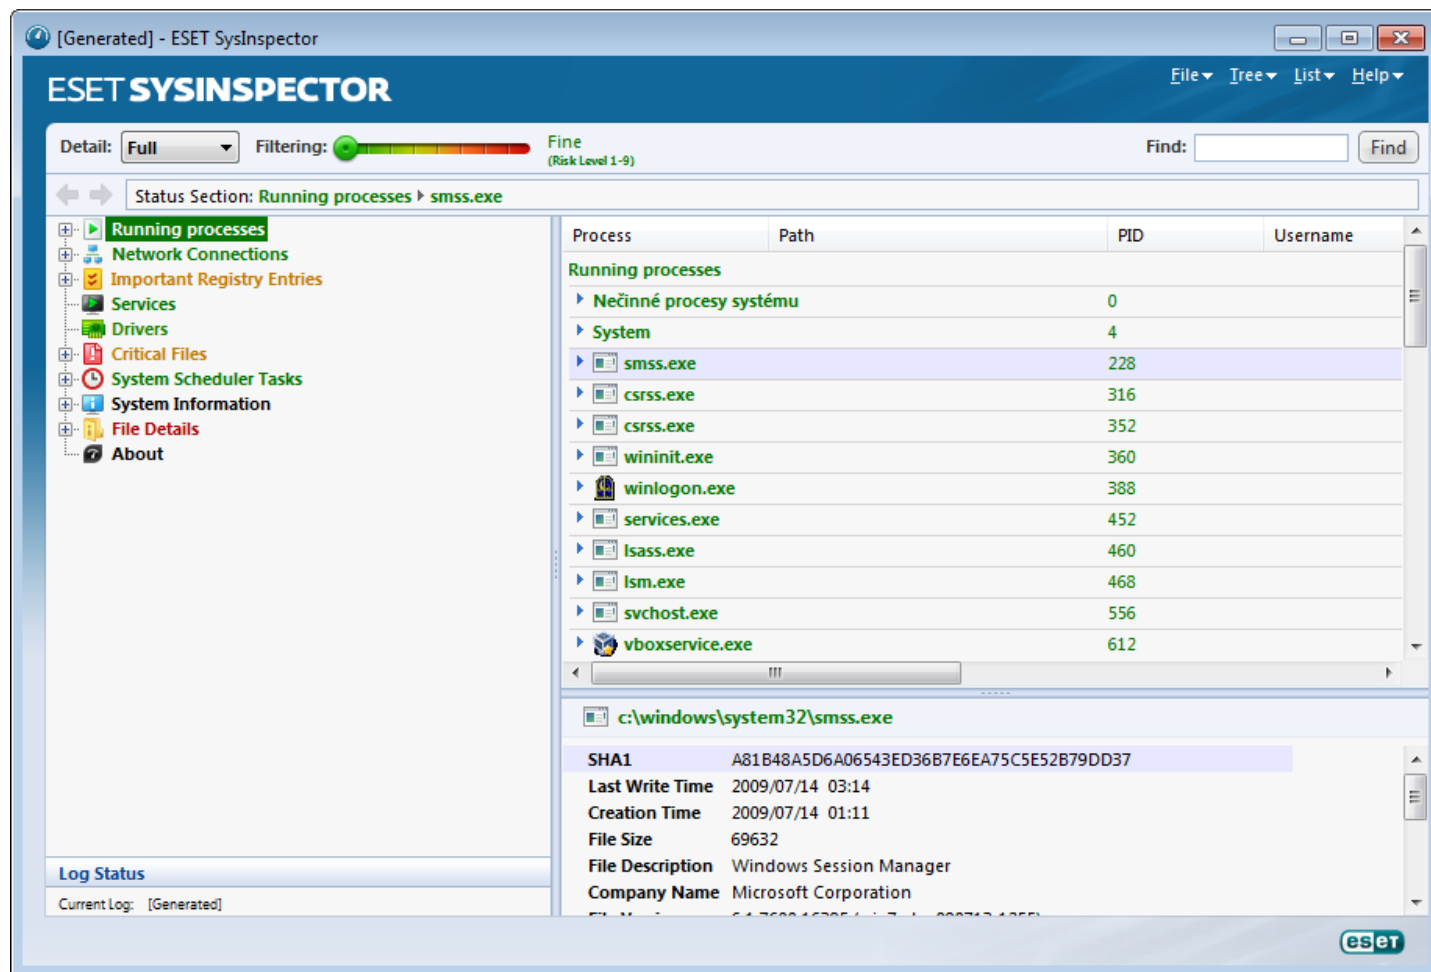 [Generated] - ESET SysInspector
ESET SYSINSPECTOR
File Tree List Help
Detail: Full Filtering: Fine Find: Find
(Risk Level 1-9)
Status Section: Running processes smss.exe
Running processes
Network Connections
Important Registry Entries
Services
Drivers
Critical Files
System Scheduler Tasks
System Information
File Details
About
Log Status
Current Log: [Generated]
Process Path PID Username
Running processes
Nečinné procesy systému 0
System 4
smss.exe 228
csrss.exe 316
csrss.exe 352
wininit.exe 360
winlogon.exe 388
services.exe 452
lsass.exe 460
lsm.exe 468
svchost.exe 556
vboxservice.exe 612
c:\windows\system32\smss.exe
SHA1 A81B48A5D6A06543ED36B7E6EA75C5E52B79DD37
Last Write Time 2009/07/14 03:14
Creation Time 2009/07/14 01:11
File Size 69632
File Description Windows Session Manager
Company Name Microsoft Corporation
eset